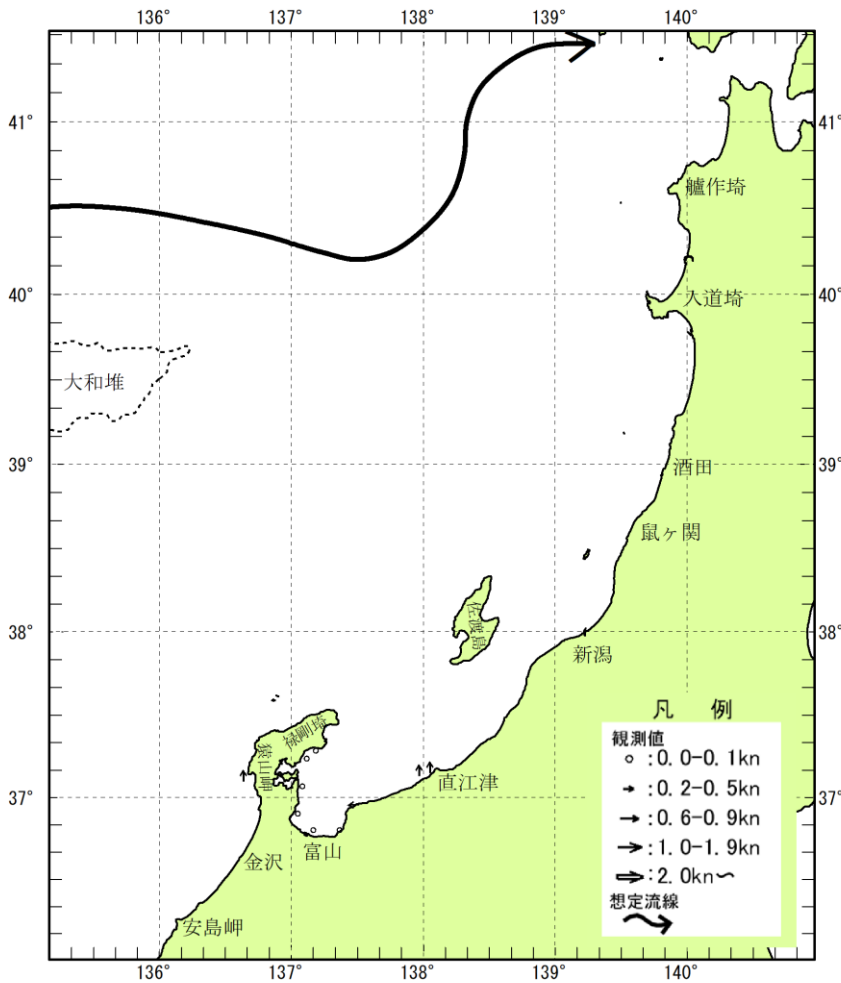 136° 137° 138° 139° 140°
41° 41°
艫作埼
40° 入道埼 40°
大和堆
39° 酒田 39°
鼠ヶ関
佐渡島
38° 38°
新潟
禄剛埼
猿山岬
37° 直江津 37°
富山
金沢
安島岬
凡 例
観測値
:0.0-0.1kn
:0.2-0.5kn
:0.6-0.9kn
:1.0-1.9kn
:2.0kn〜
想定流線
136° 137° 138° 139° 140°